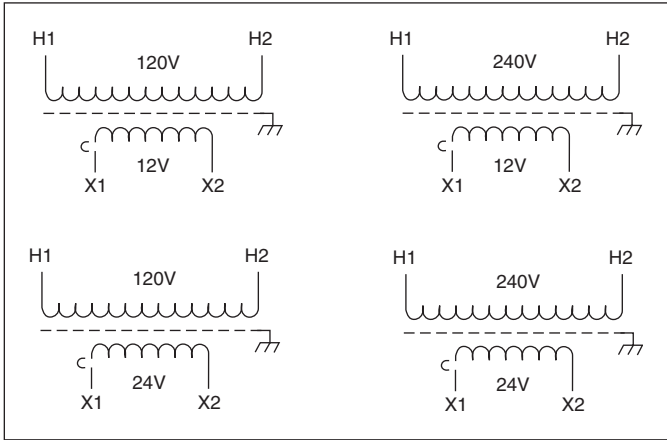 H1 H2 H1 H2
120V 240V
12V 12V
X1 X2 X1 X2
H1 H2 H1 H2
120V 240V
24V 24V
X1 X2 X1 X2